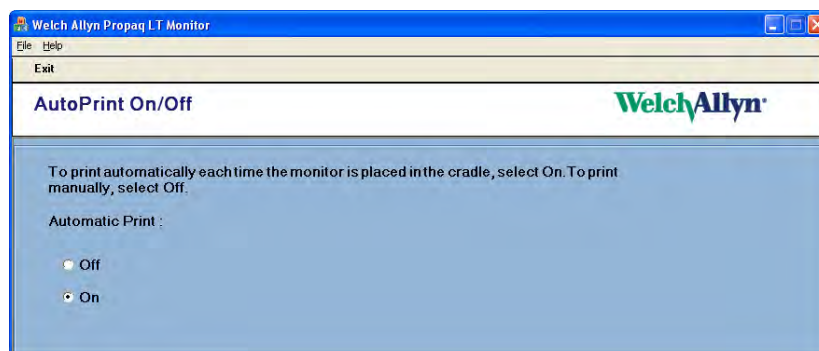 Welch Allyn Propaq LT Monitor
File Help
Exit
AutoPrint On/Off
WelchAllyn
To print automatically each time the monitor is placed in the cradle, select On. To print
manually, select Off.
Automatic Print :
Off
On